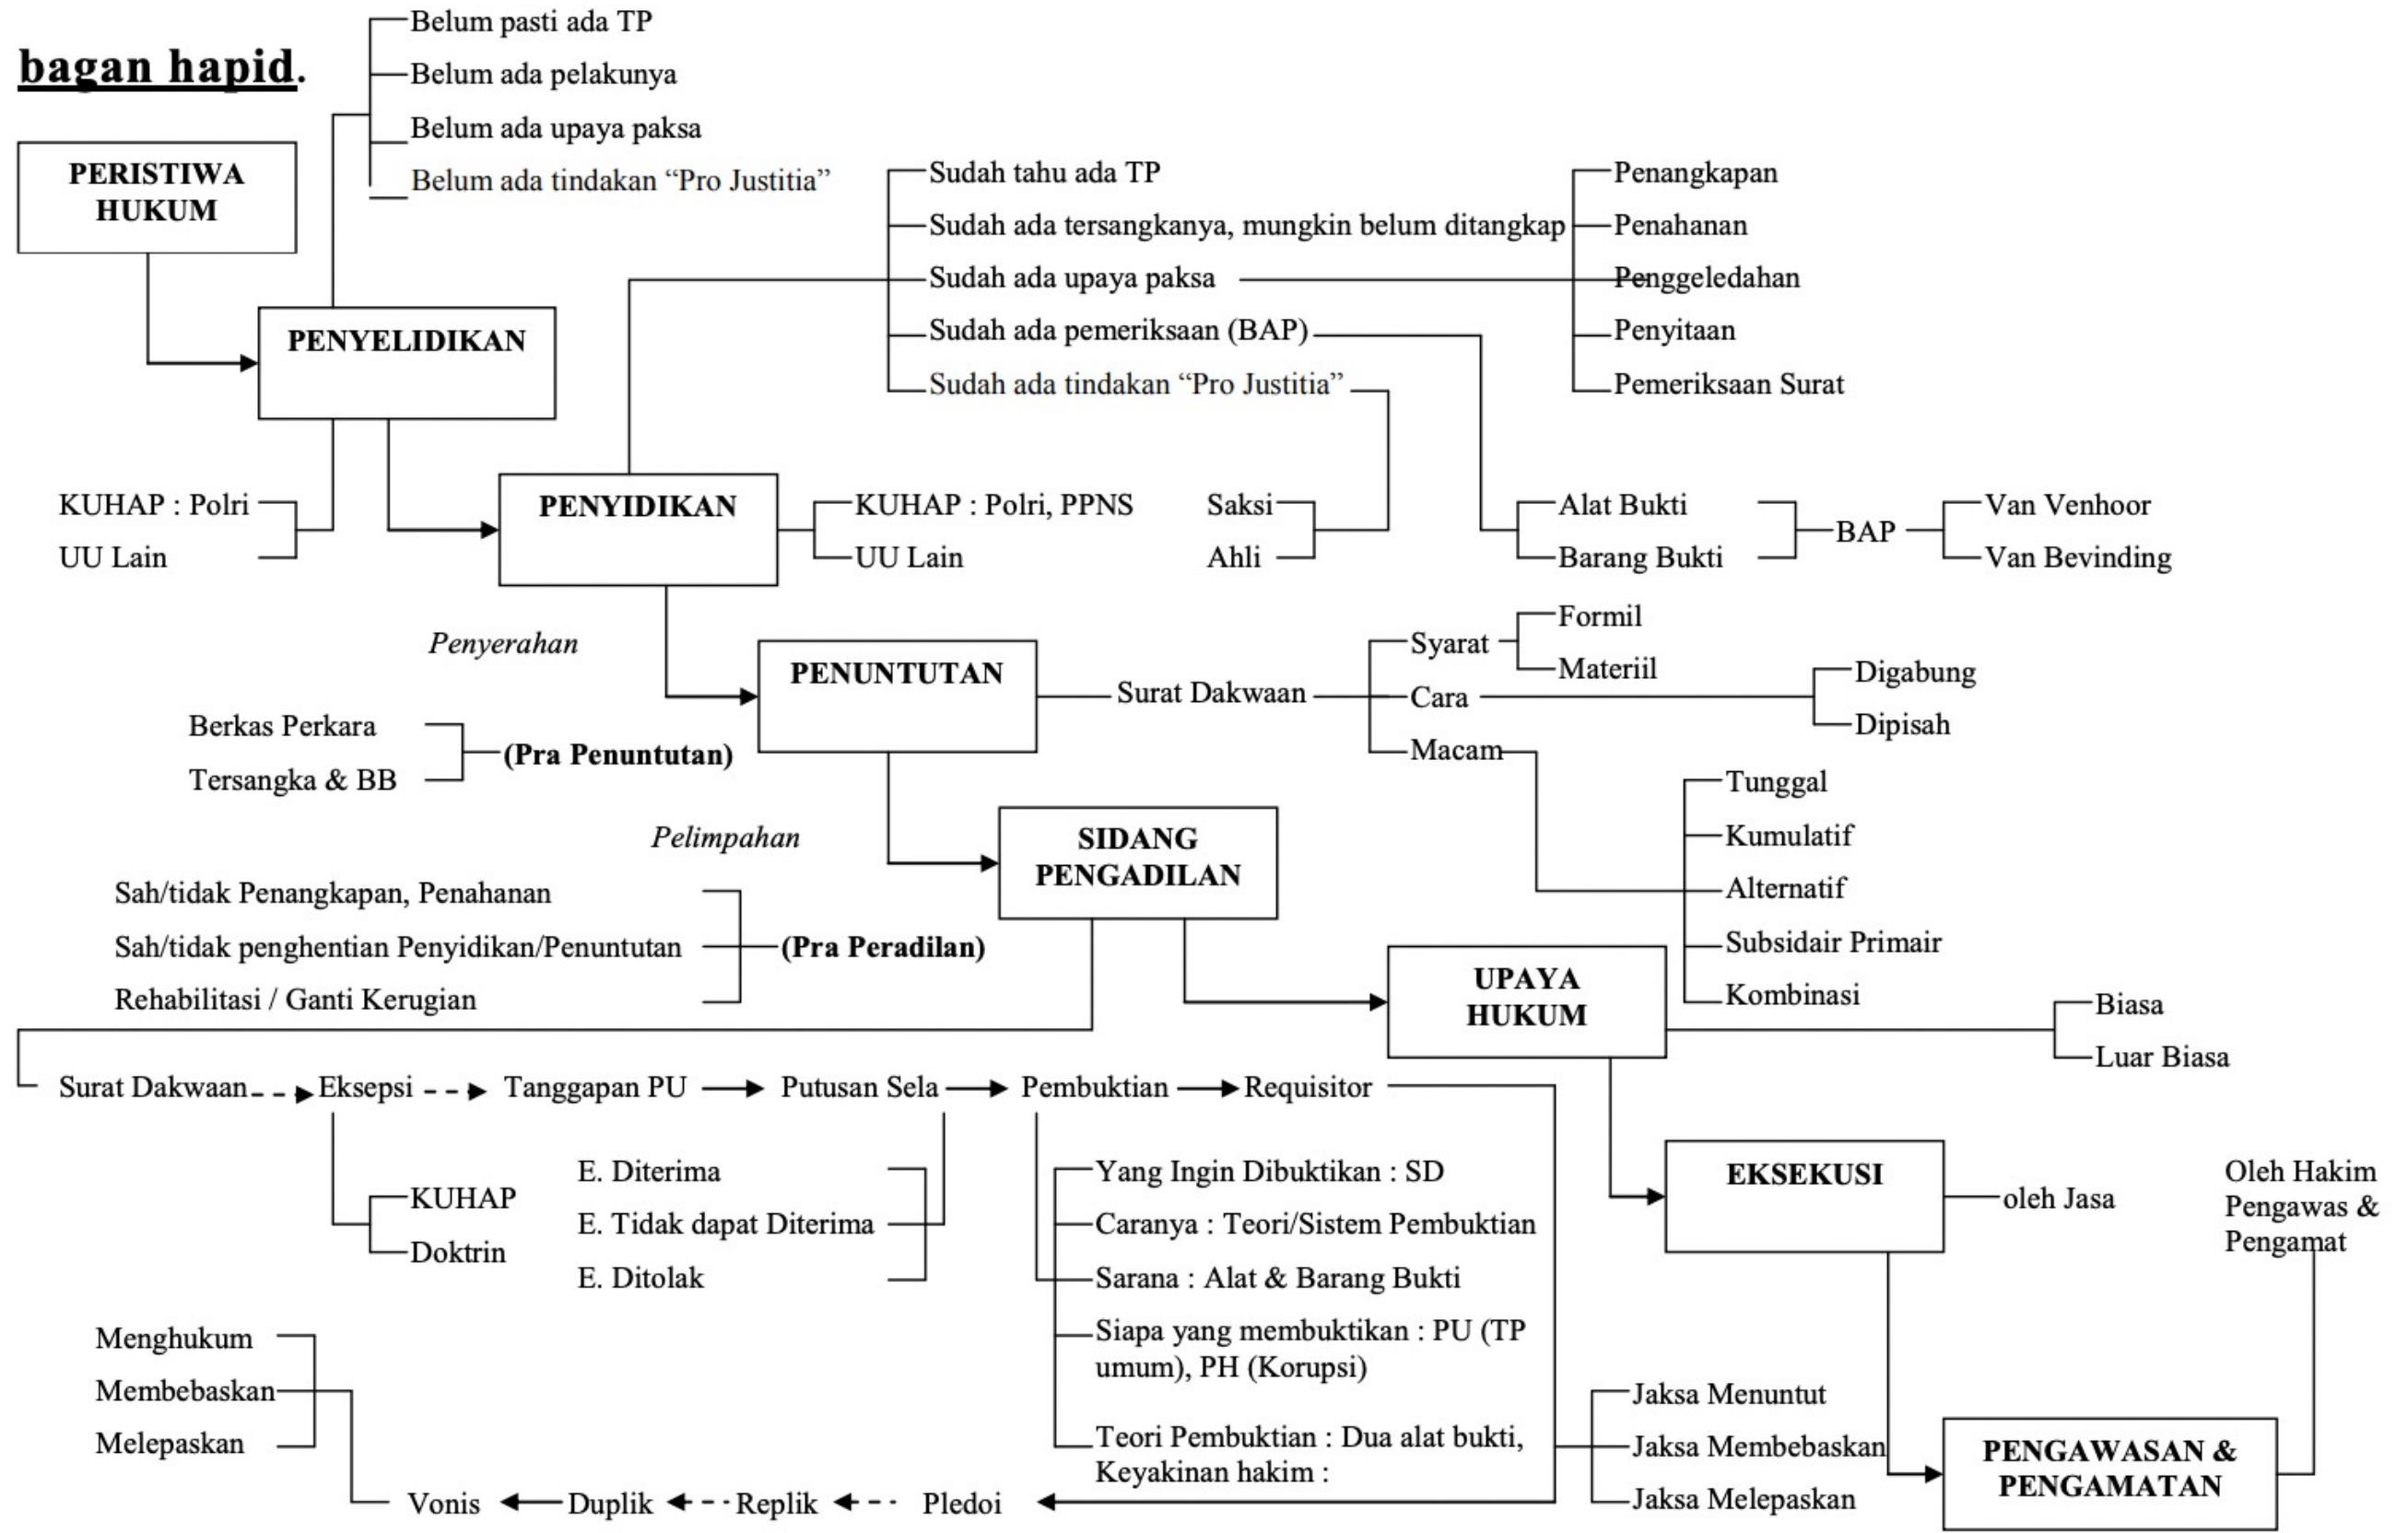 bagan hapid.
Belum pasti ada TP
Belum ada pelakunya
Belum ada upaya paksa
Belum ada tindakan “Pro Justitia”
PERISTIWA
HUKUM
PENYELIDIKAN
KUHAP : Polri
UU Lain
Sudah tahu ada TP
Sudah ada tersangkanya, mungkin belum ditangkap
Sudah ada upaya paksa
Sudah ada pemeriksaan (BAP)
Sudah ada tindakan “Pro Justitia”
Penangkapan
Penahanan
Penggeledahan
Penyitaan
Pemeriksaan Surat
PENYIDIKAN
KUHAP : Polri, PPNS
UU Lain
Saksi
Ahli
Alat Bukti
Barang Bukti
BAP
Van Venhoor
Van Bevinding
Penyerahan
Berkas Perkara
Tersangka & BB
(Pra Penuntutan)
PENUNTUTAN
Surat Dakwaan
Syarat
Cara
Macam
Formil
Materiil
Digabung
Dipisah
Tunggal
Kumulatif
Alternatif
Subsidair Primair
Kombinasi
Pelimpahan
Sah/tidak Penangkapan, Penahanan
Sah/tidak penghentian Penyidikan/Penuntutan
Rehabilitasi / Ganti Kerugian
(Pra Peradilan)
SIDANG
PENGADILAN
UPAYA
HUKUM
Biasa
Luar Biasa
Surat Dakwaan
Eksepsi
Tanggapan PU
Putusan Sela
Pembuktian
Requisitor
KUHAP
Doktrin
E. Diterima
E. Tidak dapat Diterima
E. Ditolak
Yang Ingin Dibuktikan : SD
Caranya : Teori/Sistem Pembuktian
Sarana : Alat & Barang Bukti
Siapa yang membuktikan : PU (TP
umum), PH (Korupsi)
Teori Pembuktian : Dua alat bukti,
Keyakinan hakim :
EKSEKUSI
oleh Jasa
Oleh Hakim
Pengawas &
Pengamat
Jaksa Menuntut
Jaksa Membebaskan
Jaksa Melepaskan
PENGAWASAN &
PENGAMATAN
Menghukum
Membebaskan
Melepaskan
Vonis
Duplik
Replik
Pledoi